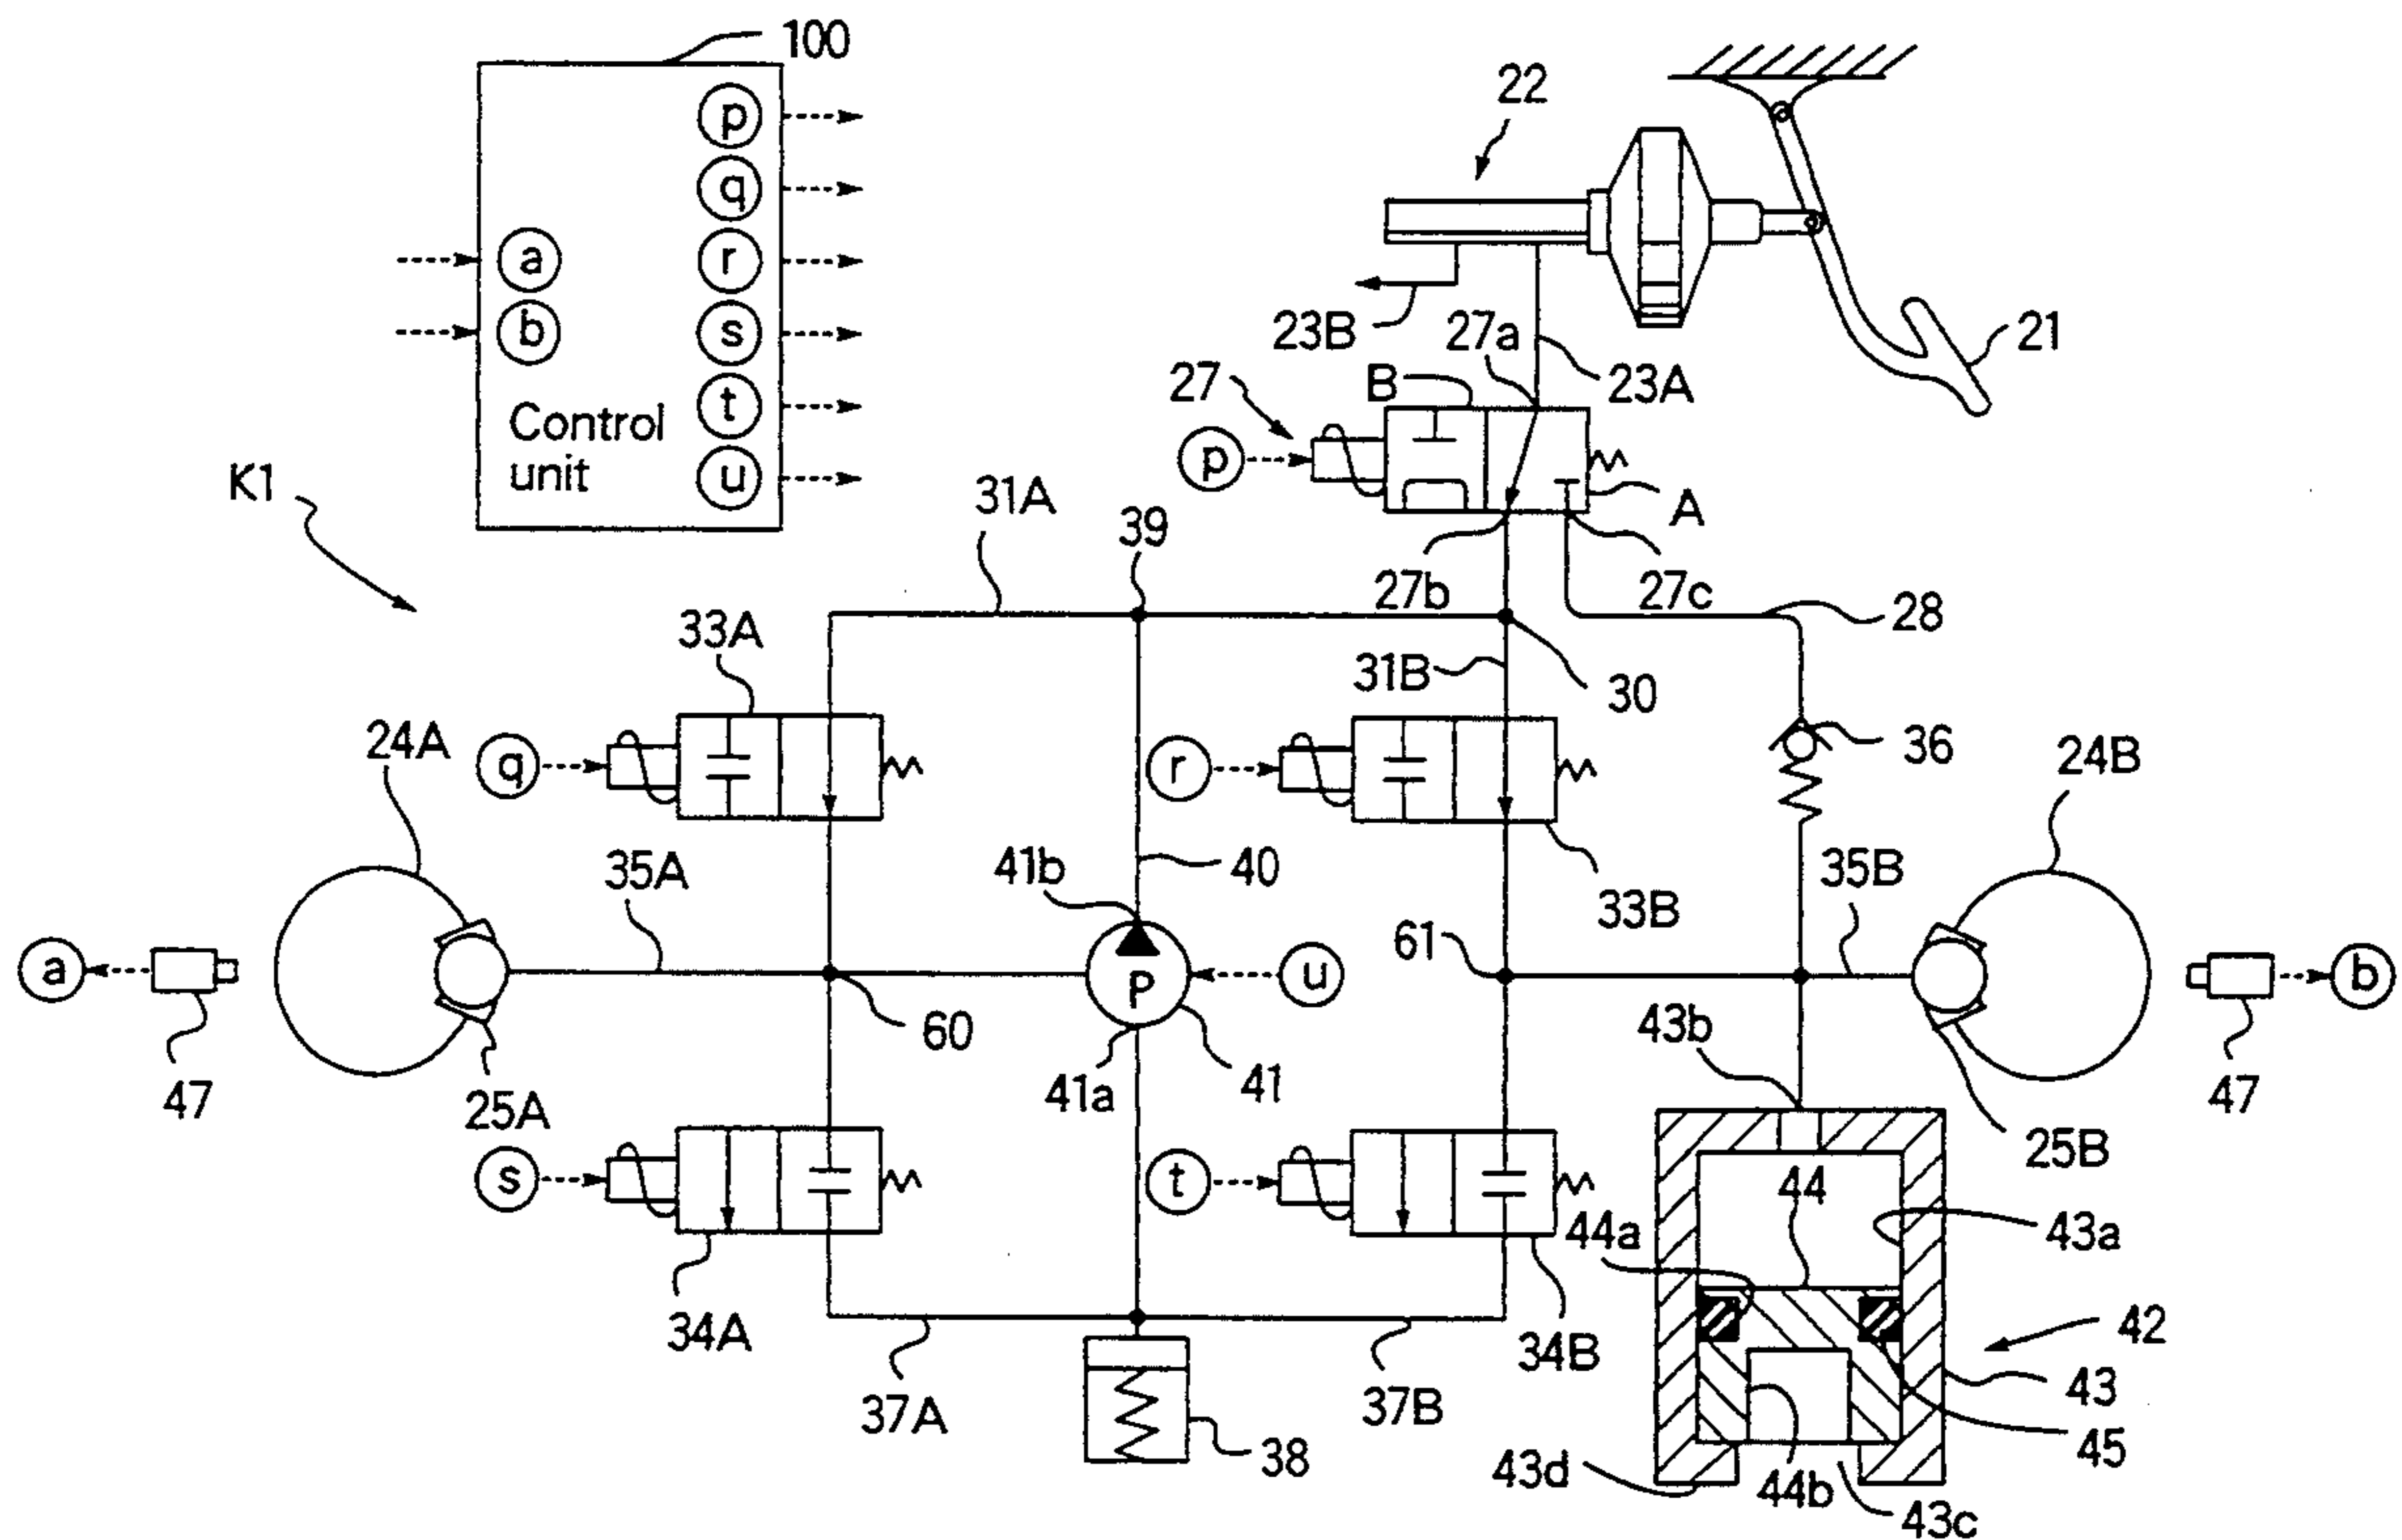 100
p
q
r
a
s
b
t
Control
unit
u
22
23B
27a
21
23A
B
27
p
A
K1
31A
39
27b
27c
28
33A
31B
30
24A
q
r
36
24B
35A
41b
40
35B
33B
a
P
u
61
b
60
43b
47
25A
41a
41
47
25B
s
t
44
44a
43a
34A
34B
42
43
37A
37B
45
38
43d
44b
43c